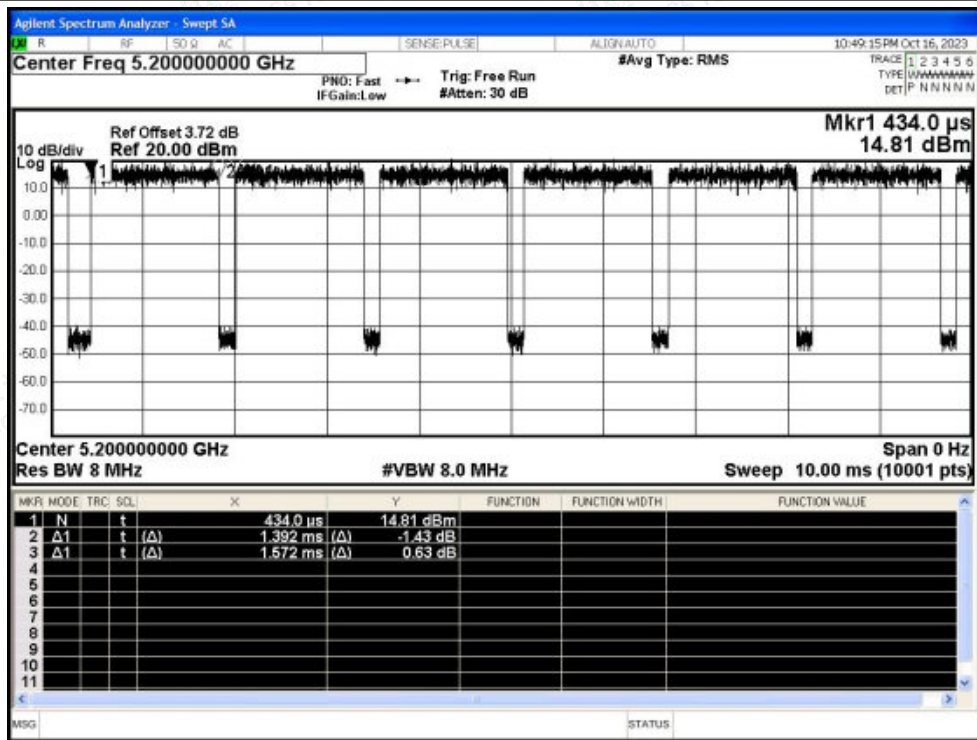 Agilent Spectrum Analyzer - Swept SA
LXI R RF 50 Ω AC SENSE:PULSE ALIGNAUTO 10:49:15 PM Oct 16, 2023
Center Freq 5.200000000 GHz #Avg Type: RMS TRACE 1 2 3 4 5 6
PNO: Fast Trig: Free Run TYPE WWWWWWW
IFGain:Low #Atten: 30 dB DET P N N N N N
Mkr1 434.0 µs
Ref Offset 3.72 dB
10 dB/div Ref 20.00 dBm 14.81 dBm
Log
1 2
10.0
0.00
-10.0
-20.0
-30.0
-40.0
-50.0
-60.0
-70.0
Center 5.200000000 GHz Span 0 Hz
Res BW 8 MHz #VBW 8.0 MHz Sweep 10.00 ms (10001 pts)
MKR MODE TRC SCL X Y FUNCTION FUNCTION WIDTH FUNCTION VALUE
1 N t 434.0 µs 14.81 dBm
2 Δ1 t (Δ) 1.392 ms (Δ) -1.43 dB
3 Δ1 t (Δ) 1.572 ms (Δ) 0.63 dB
4
5
6
7
8
9
10
11
MSG STATUS